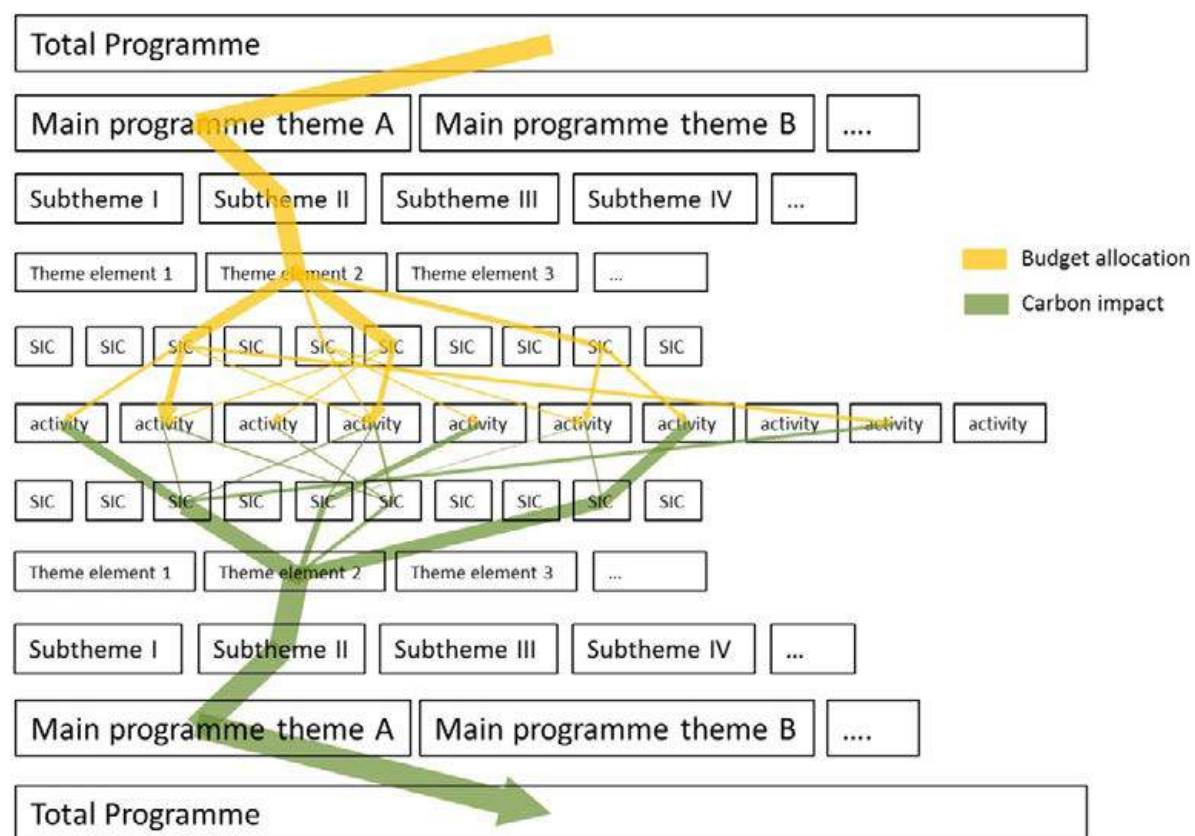 Total Programme
Main programme theme A Main programme theme B ....
Subtheme I Subtheme II Subtheme III Subtheme IV ...
Theme element 1 Theme element 2 Theme element 3 ...
Budget allocation
Carbon impact
SIC SIC SIC SIC SIC SIC SIC SIC SIC SIC
activity activity activity activity activity activity activity activity activity activity
SIC SIC SIC SIC SIC SIC SIC SIC SIC SIC
Theme element 1 Theme element 2 Theme element 3 ...
Subtheme I Subtheme II Subtheme III Subtheme IV ...
Main programme theme A Main programme theme B ....
Total Programme